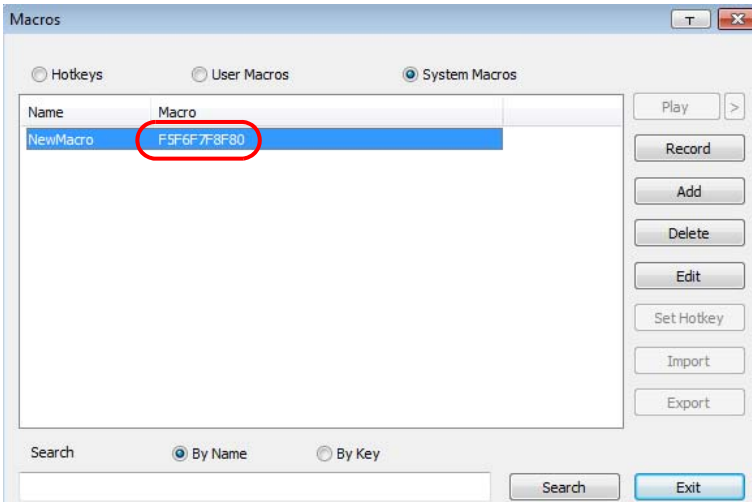 Macros
Hotkeys User Macros System Macros
Name Macro
NewMacro F5F6F7F8F80
Play >
Record
Add
Delete
Edit
Set Hotkey
Import
Export
Search By Name By Key
Search Exit